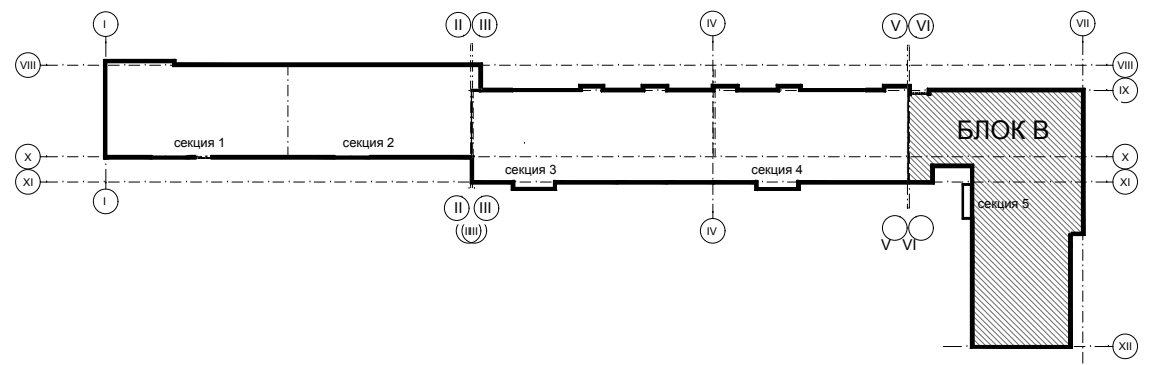 I
II III
IV
V VI
VII
VIII
VIII
IX
БЛОК В
секция 1
секция 2
X
X
секция 3
секция 4
XI
XI
секция 5
I
II III
IV
V VI
XII